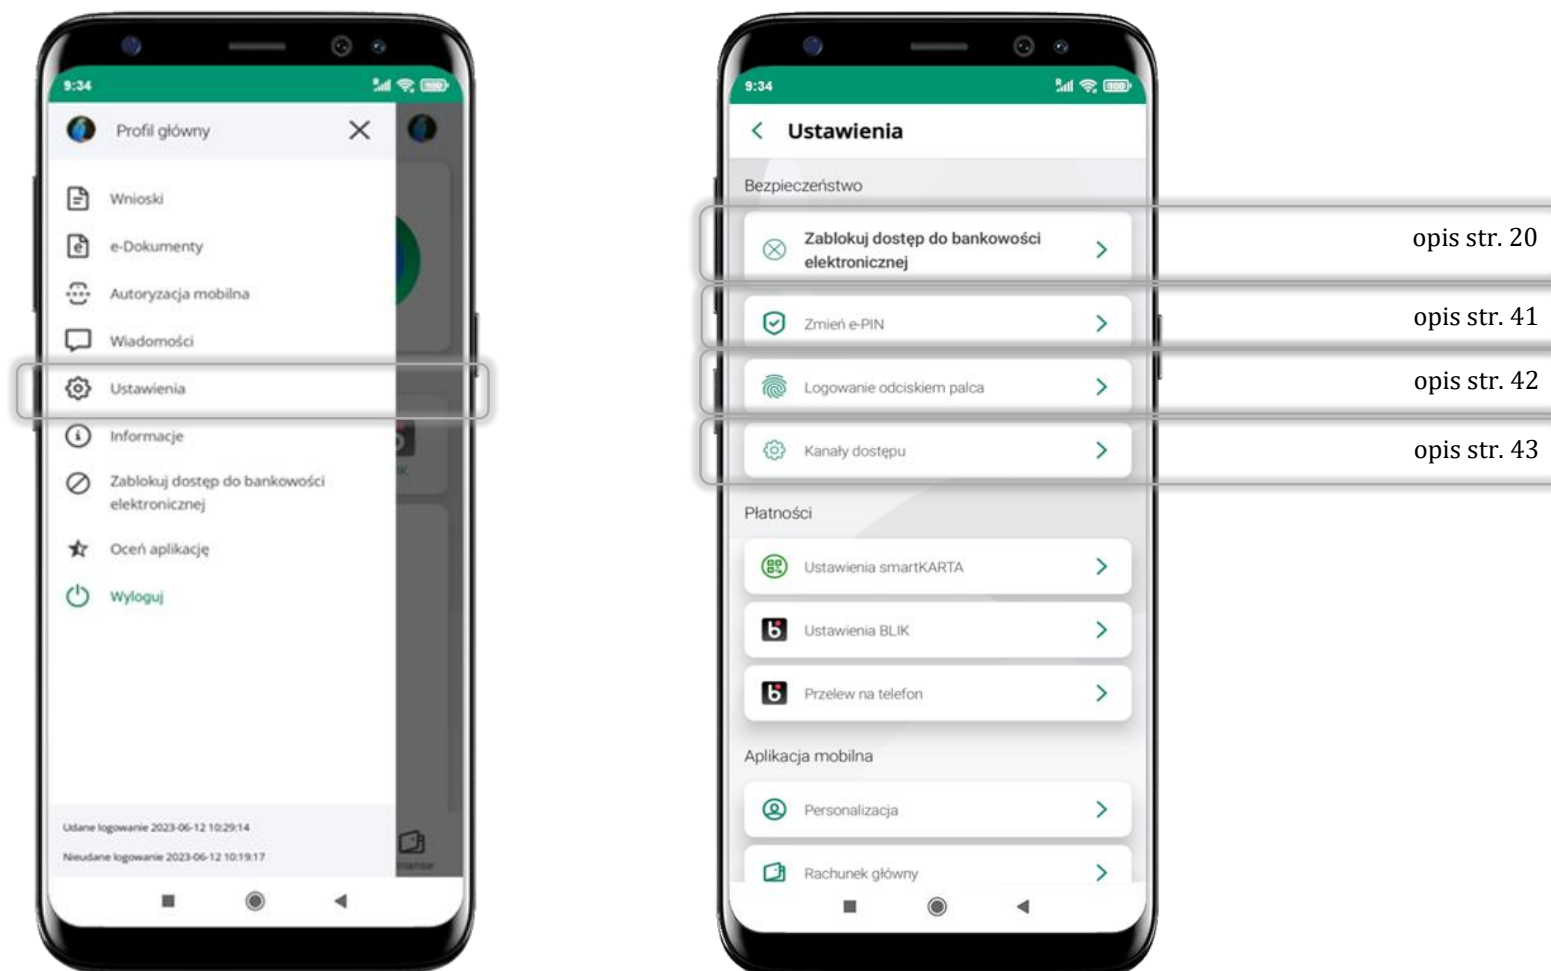 9:34
Profil główny
Wnioski
e-Dokumenty
Autoryzacja mobilna
Wiadomości
Ustawienia
Informacje
Zablokuj dostęp do bankowości
elektronicznej
Oceń aplikację
Wyloguj
Udane logowanie 2023-06-12 10:29:14
Nieudane logowanie 2023-06-12 10:19:17
9:34
Ustawienia
Bezpieczeństwo
Zablokuj dostęp do bankowości
elektronicznej
opis str. 20
Zmień e-PIN
opis str. 41
Logowanie odciskiem palca
opis str. 42
Kanały dostępu
opis str. 43
Płatności
Ustawienia smartKARTA
Ustawienia BLIK
Przelew na telefon
Aplikacja mobilna
Personalizacja
Rachunek główny